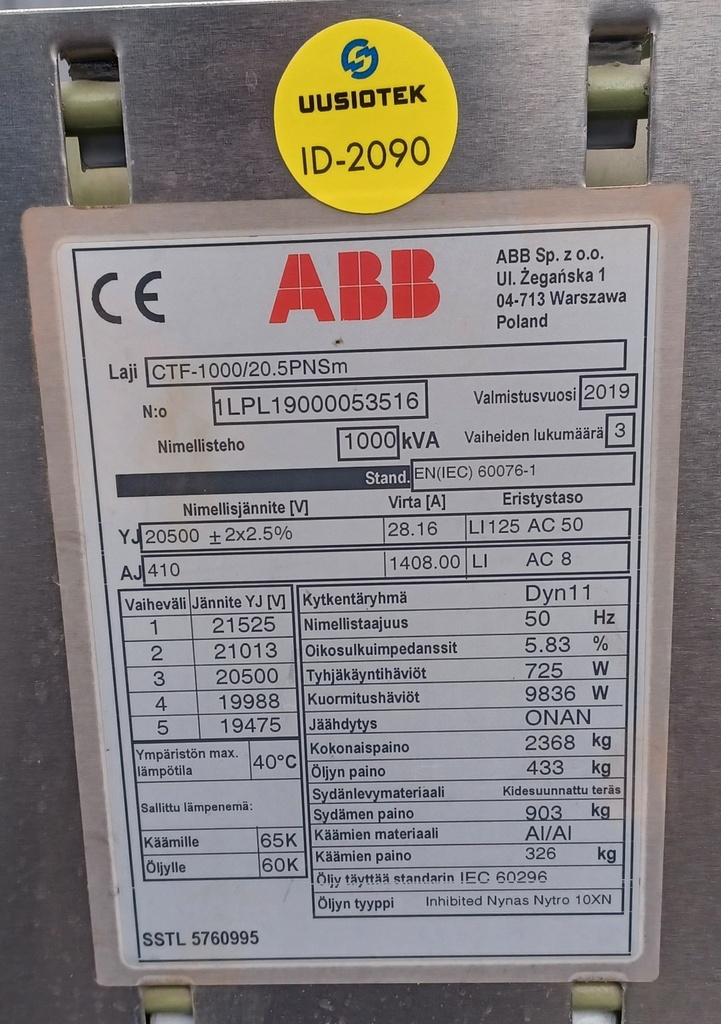 UUSIOTEK
ID-2090
CE
ABB
ABB Sp. z o.o.
Ul. Żegańska 1
04-713 Warszawa
Poland
Laji CTF-1000/20.5PNSm
N:o 1LPL19000053516 Valmistusvuosi 2019
Nimellisteho 1000 kVA Vaiheiden lukumäärä 3
Stand. EN(IEC) 60076-1
Nimellisjännite [V] Virta [A] Eristystaso
YJ 20500 ±2x2.5% 28.16 LI125 AC 50
AJ 410 1408.00 LI AC 8
Vaiheväli Jännite YJ [V]
1 21525
2 21013
3 20500
4 19988
5 19475
Ympäristön max. lämpötila 40°C
Sallittu lämpenemä:
Käämille 65K
Öljylle 60K
Kytkentäryhmä Dyn11
Nimellistaajuus 50 Hz
Oikosulkuimpedanssit 5.83 %
Tyhjäkäyntihäviöt 725 W
Kuormitushäviöt 9836 W
Jäähdytys ONAN
Kokonaispaino 2368 kg
Öljyn paino 433 kg
Sydänlevymateriaali Kidesuunnattu teräs
Sydämen paino 903 kg
Käämien materiaali Al/Al
Käämien paino 326 kg
Öljy täyttää standarin IEC 60296
Öljyn tyyppi Inhibited Nynas Nytro 10XN
SSTL 5760995